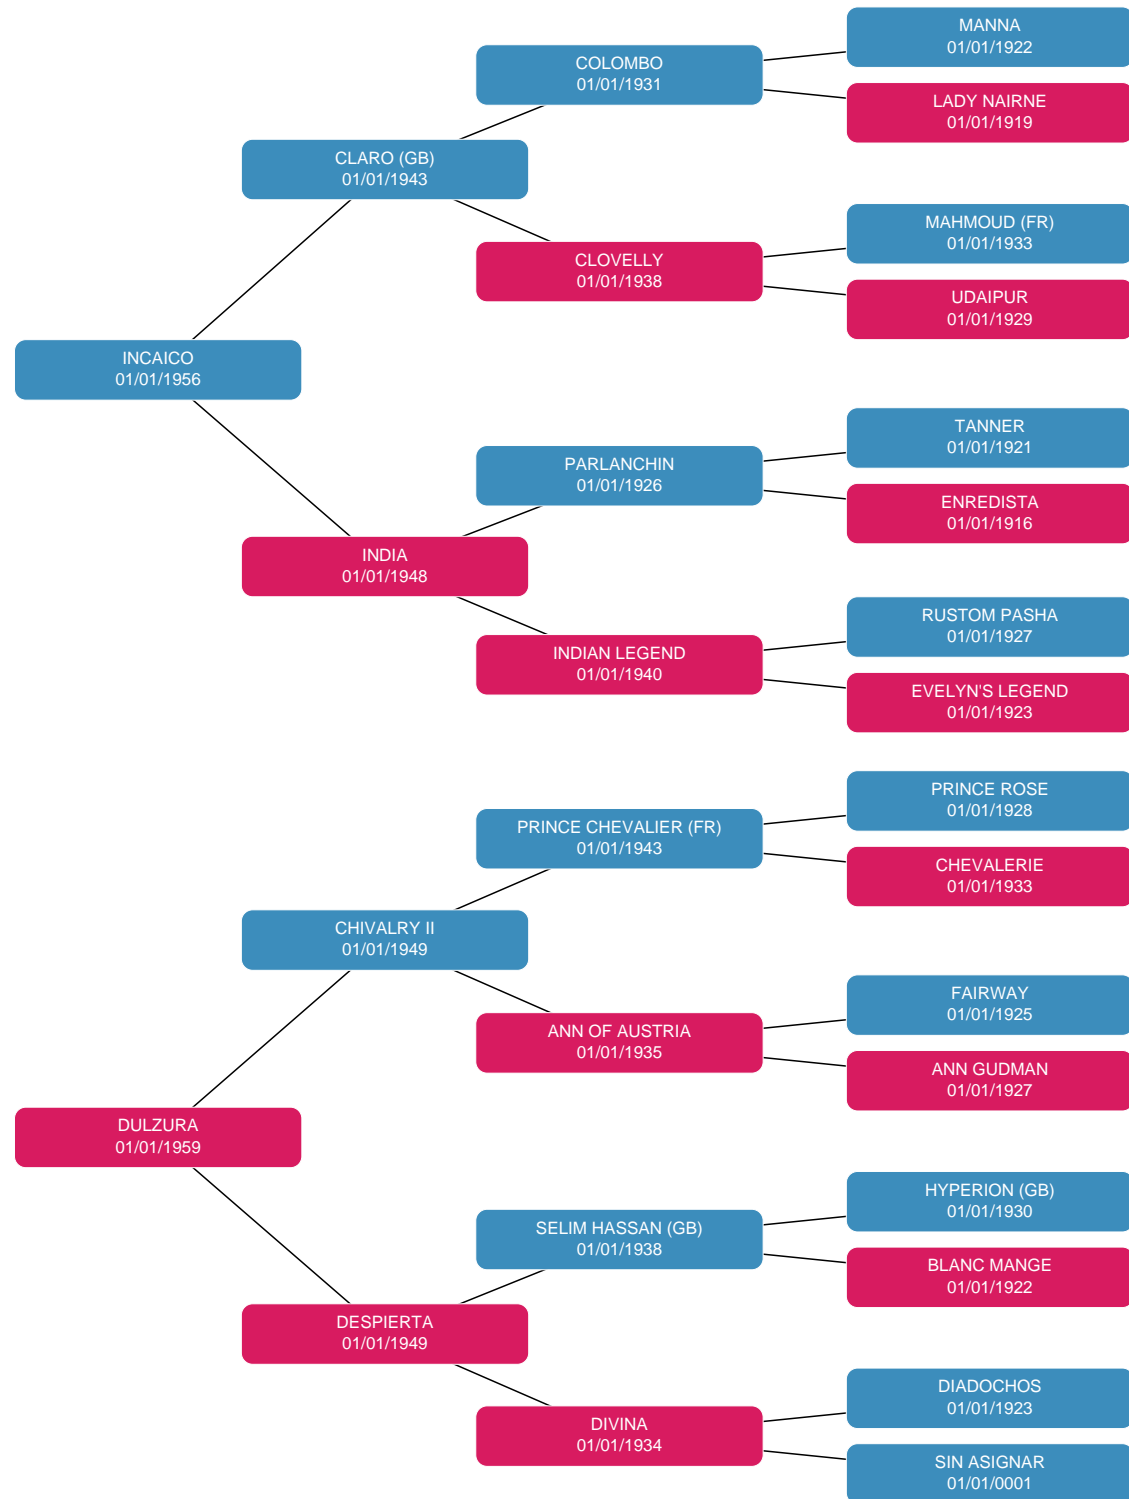 MANNA
01/01/1922
COLOMBO
01/01/1931
LADY NAIRNE
01/01/1919
CLARO (GB)
01/01/1943
MAHMOUD (FR)
01/01/1933
CLOVELLY
01/01/1938
UDAIPUR
01/01/1929
INCAICO
01/01/1956
TANNER
01/01/1921
PARLANCHIN
01/01/1926
ENREDISTA
01/01/1916
INDIA
01/01/1948
RUSTOM PASHA
01/01/1927
INDIAN LEGEND
01/01/1940
EVELYN'S LEGEND
01/01/1923
PRINCE ROSE
01/01/1928
PRINCE CHEVALIER (FR)
01/01/1943
CHEVALERIE
01/01/1933
CHIVALRY II
01/01/1949
FAIRWAY
01/01/1925
ANN OF AUSTRIA
01/01/1935
ANN GUDMAN
01/01/1927
DULZURA
01/01/1959
HYPERION (GB)
01/01/1930
SELIM HASSAN (GB)
01/01/1938
BLANC MANGE
01/01/1922
DESPIERTA
01/01/1949
DIADOCHOS
01/01/1923
DIVINA
01/01/1934
SIN ASIGNAR
01/01/0001